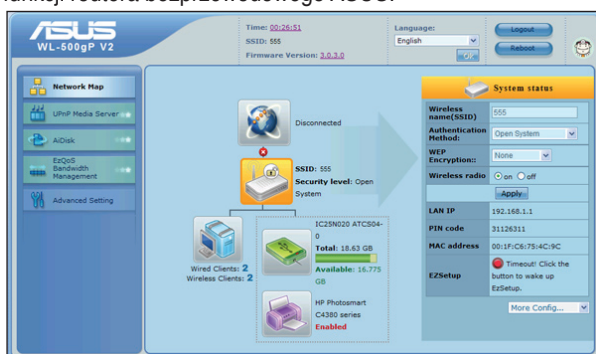 funkcji routera bezprzewodowego ASUS.
ASUS
WL-500gP V2
Time: 00:26:51
SSID: 555
Firmware Version: 3.0.3.0
Language:
English
Logout
Reboot
Network Map
UPnP Media Server
AiDisk
EzQoS
Bandwidth
Management
Advanced Setting
Disconnected
SSID: 555
Security level: Open
System
Wired Clients: 2
Wireless Clients: 2
IC25N020 ATCS04-
0
Total: 18.63 GB
Available: 16.775
GB
HP Photosmart
C4380 series
Enabled
System status
Wireless
name(SSID)
555
Authentication
Method:
Open System
WEP
Encryption::
None
Wireless radio
on off
Apply
LAN IP
192.168.1.1
PIN code
31126311
MAC address
00:1F:C6:75:4C:9C
EZSetup
Timeout! Click the
button to wake up
EzSetup.
More Config...